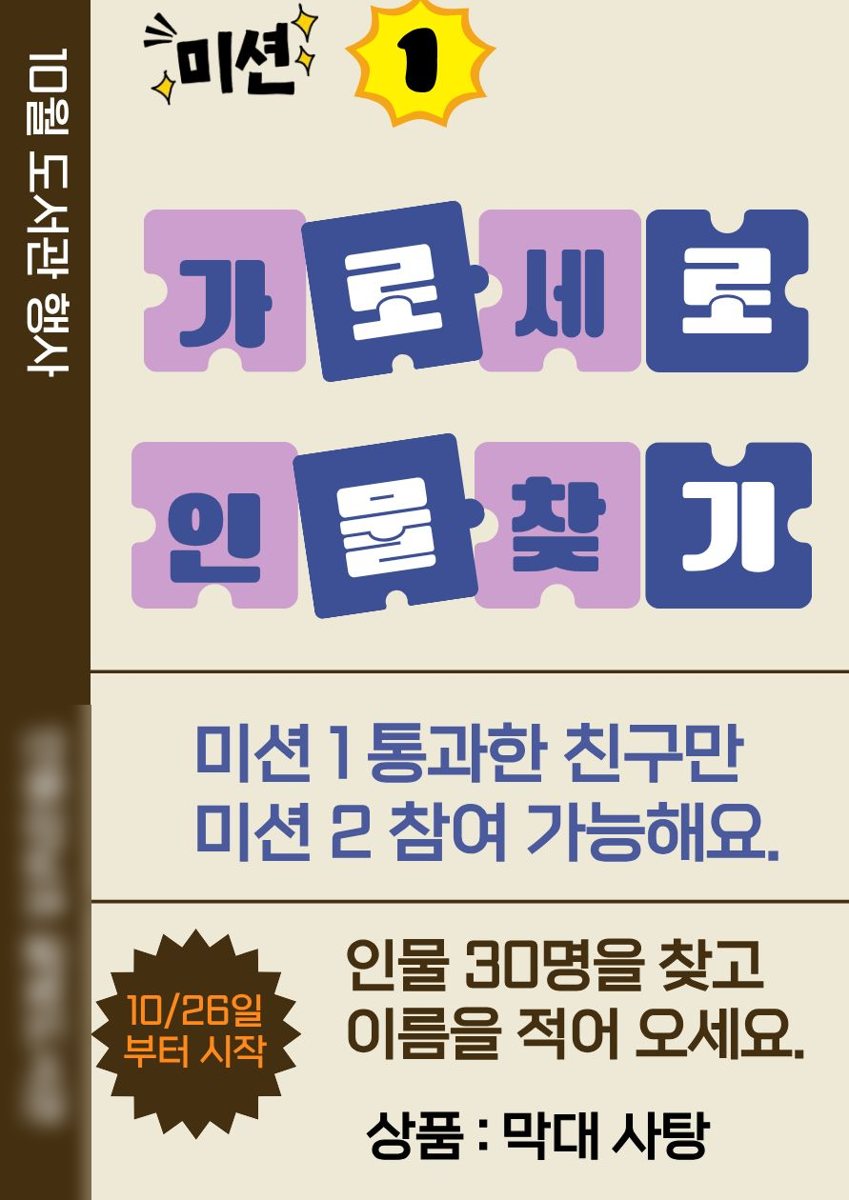 10월 도서관 행사
미션 1
가로세로
인물찾기
미션 1 통과한 친구만
미션 2 참여 가능해요.
10/26일
부터 시작
인물 30명을 찾고
이름을 적어 오세요.
상품 : 막대 사탕